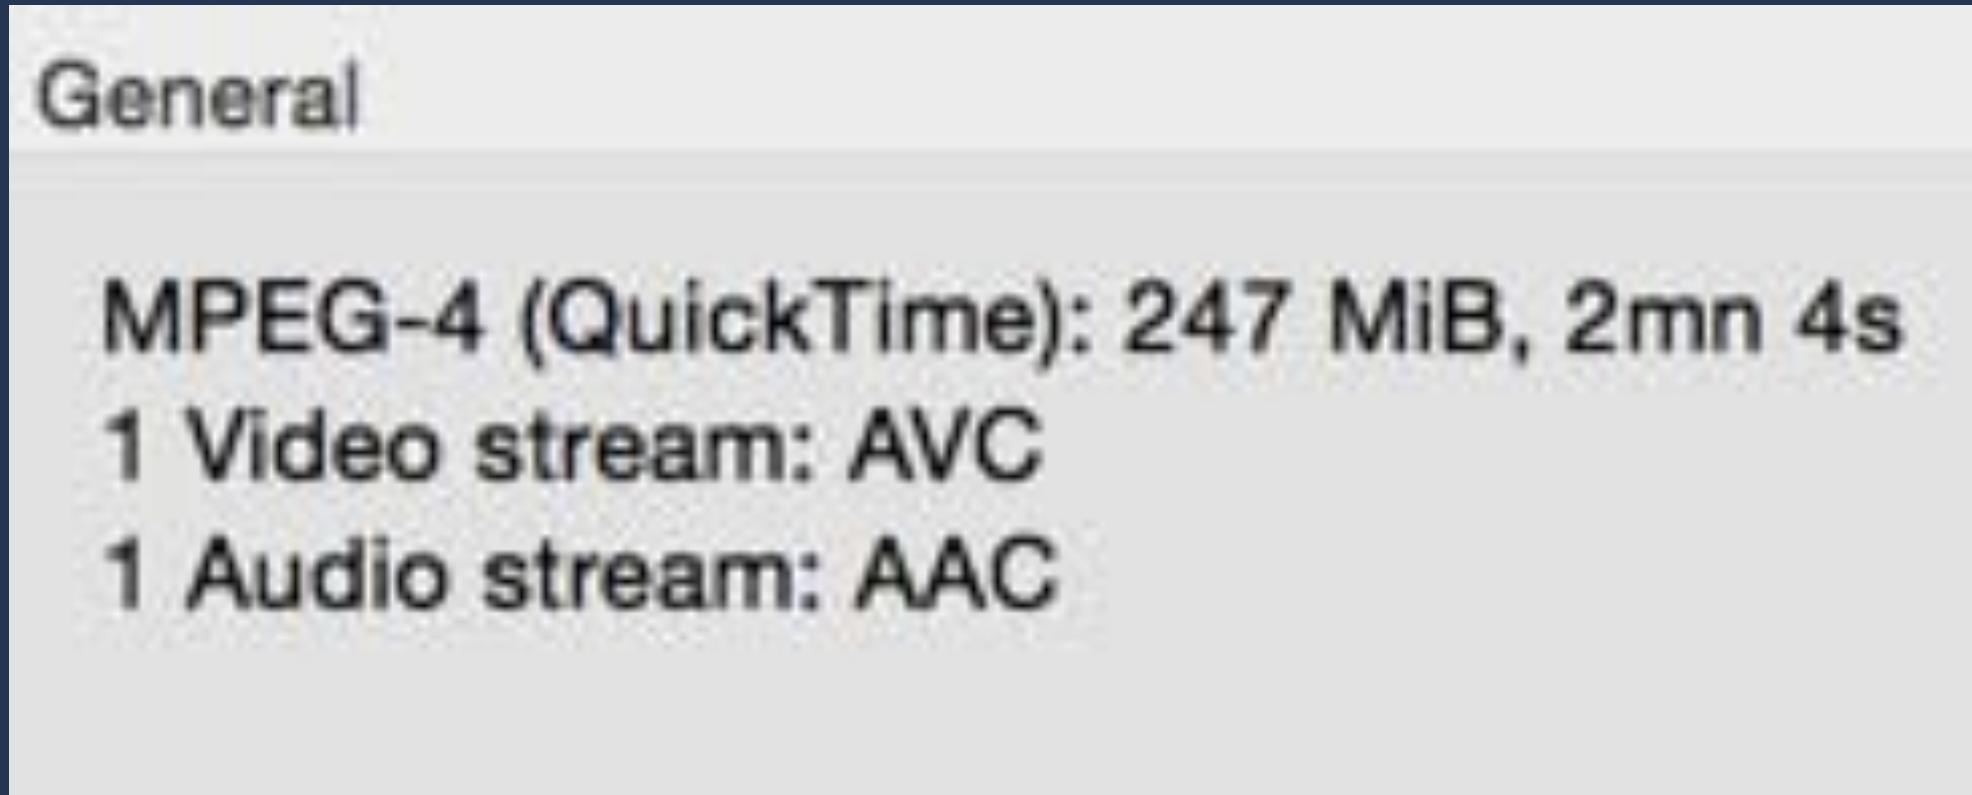 General
MPEG-4 (QuickTime): 247 MiB, 2mn 4s
1 Video stream: AVC
1 Audio stream: AAC